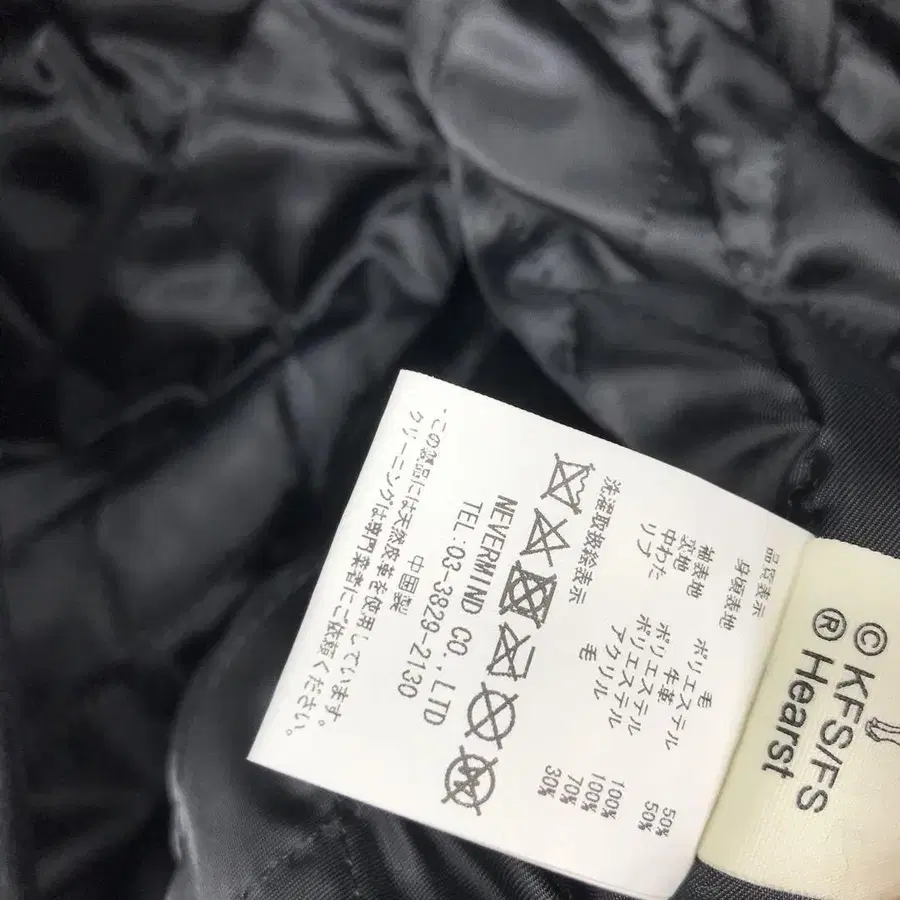 品質表示
身頃表地 ポリエステル 50%
毛 50%
袖表地 牛革 100%
裏地 ポリエステル 100%
中わた ポリエステル 100%
リブ アクリル 70%
毛 30%
洗濯取扱絵表示
NEVERMIND CO., LTD
TEL:03-3829-2130
中国製
*この製品には天然皮革を使用しています。
クリーニングは専門業者にご依頼ください。
© KFS/FS
® Hearst